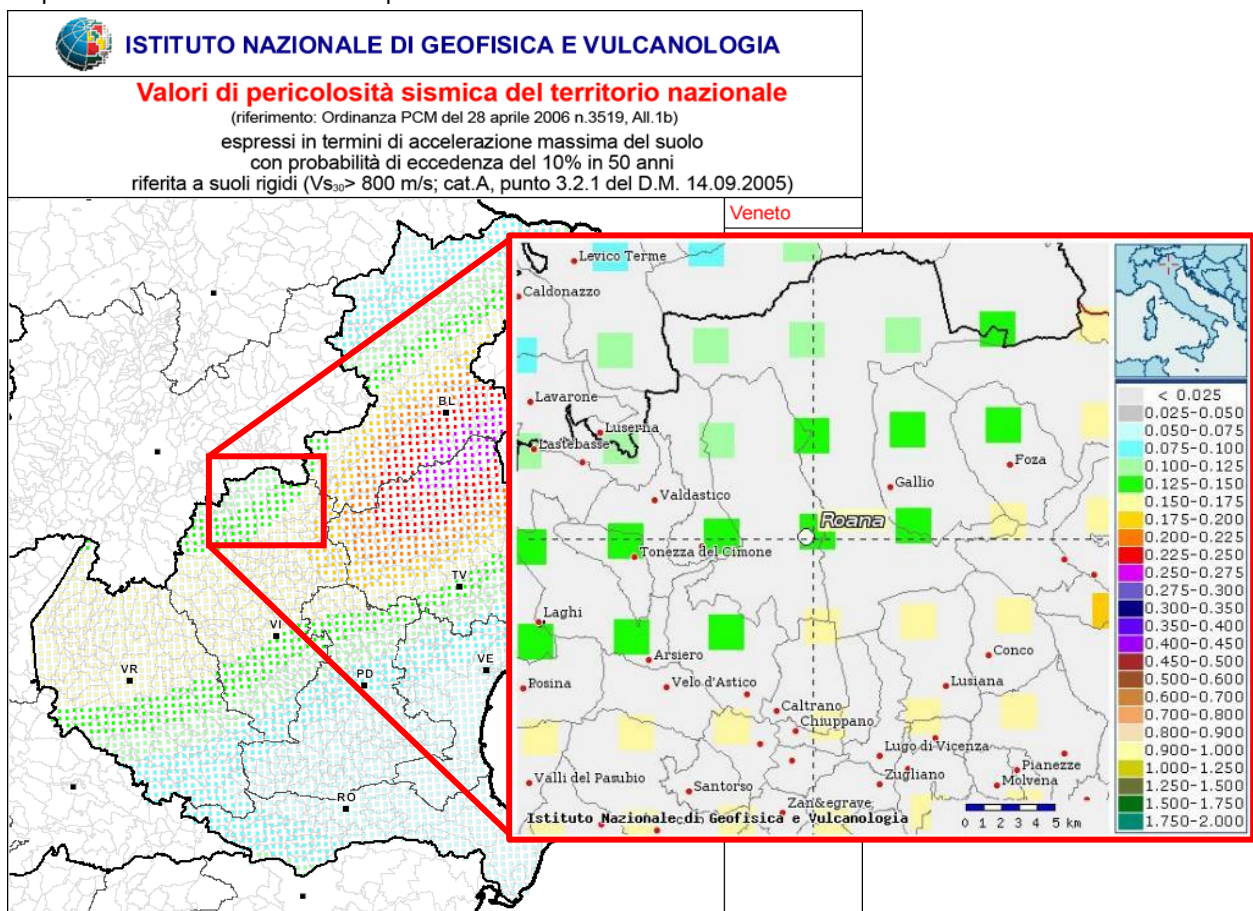 ISTITUTO NAZIONALE DI GEOFISICA E VULCANOLOGIA
Valori di pericolosità sismica del territorio nazionale
(riferimento: Ordinanza PCM del 28 aprile 2006 n.3519, All.1b)
espressi in termini di accelerazione massima del suolo
con probabilità di eccedenza del 10% in 50 anni
riferita a suoli rigidi (Vs30> 800 m/s; cat.A, punto 3.2.1 del D.M. 14.09.2005)
Veneto
BL
TV
VI
VR
PD
VE
RO
Levico Terme
Caldonazzo
Lavarone
Luserna
Lastebasse
Foza
Gallio
Valdastico
Roana
Tonezza del Cimone
Laghi
Arsiero
Conco
Posina
Velo d'Astico
Lusiana
Caltrano
Chiuppano
Lugo di Vicenza
Pianezze
Valli del Pasubio
Zugliano
Molvena
Santorso
Zan&egrave
Istituto Nazionale di Geofisica e Vulcanologia
0 1 2 3 4 5 km
< 0.025
0.025-0.050
0.050-0.075
0.075-0.100
0.100-0.125
0.125-0.150
0.150-0.175
0.175-0.200
0.200-0.225
0.225-0.250
0.250-0.275
0.275-0.300
0.300-0.350
0.350-0.400
0.400-0.450
0.450-0.500
0.500-0.600
0.600-0.700
0.700-0.800
0.800-0.900
0.900-1.000
1.000-1.250
1.250-1.500
1.500-1.750
1.750-2.000